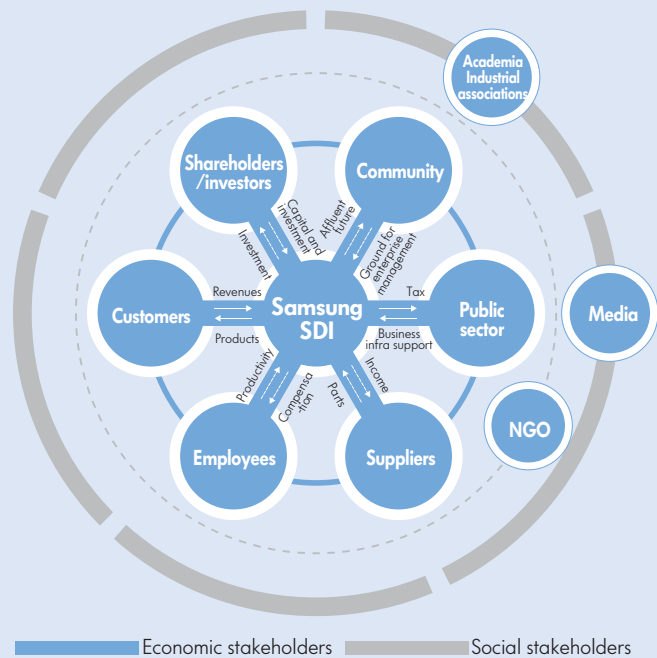 Academia
Industrial
associations
Shareholders
/investors
Community
Capital and
investment
Investment
Affluent
future
Ground for
enterprise
management
Customers
Revenues
Products
Samsung
SDI
Tax
Business
infra support
Public
sector
Media
Productivity
Compensa
-tion
Income
Parts
Employees
Suppliers
NGO
Economic stakeholders
Social stakeholders